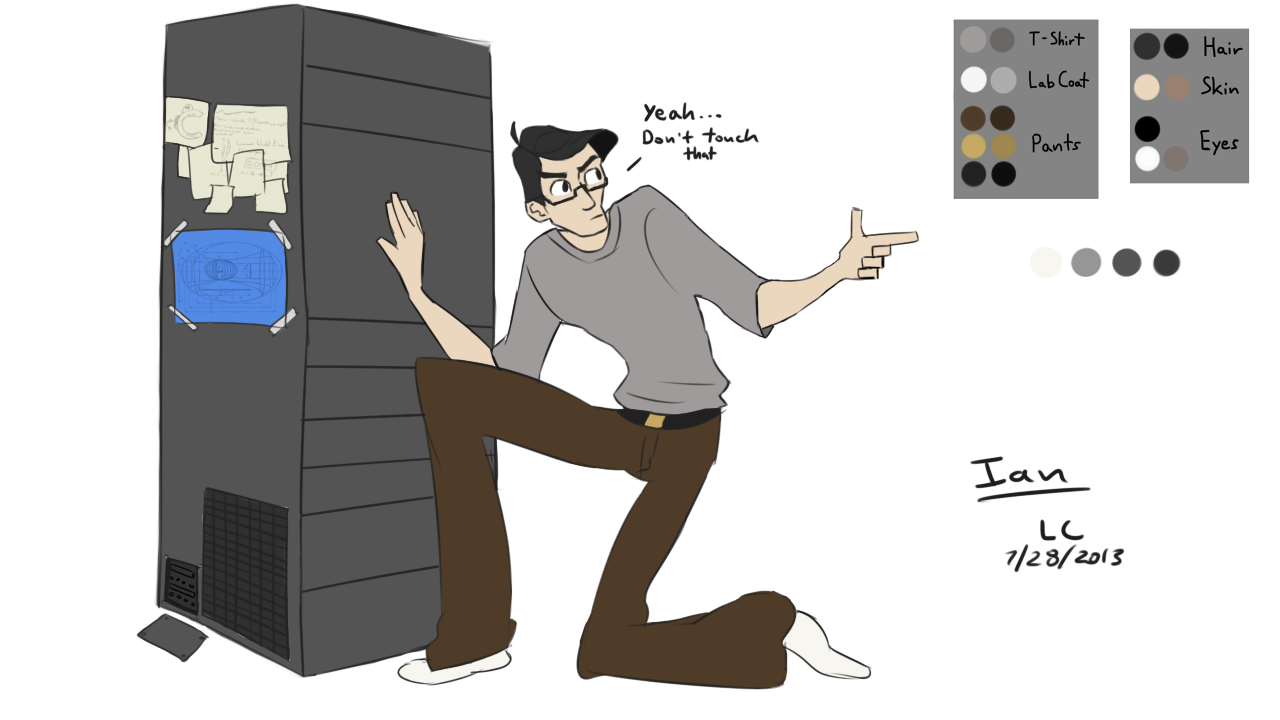 Yeah...
Don't touch
that
T-Shirt
Lab Coat
Pants
Hair
Skin
Eyes
Ian
LC
7/28/2013